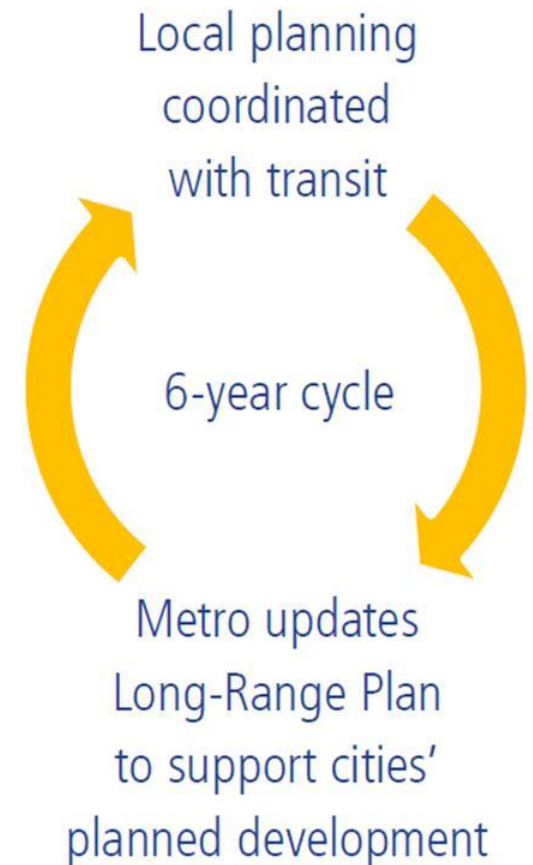 Local planning
coordinated
with transit
6-year cycle
Metro updates
Long-Range Plan
to support cities’
planned development